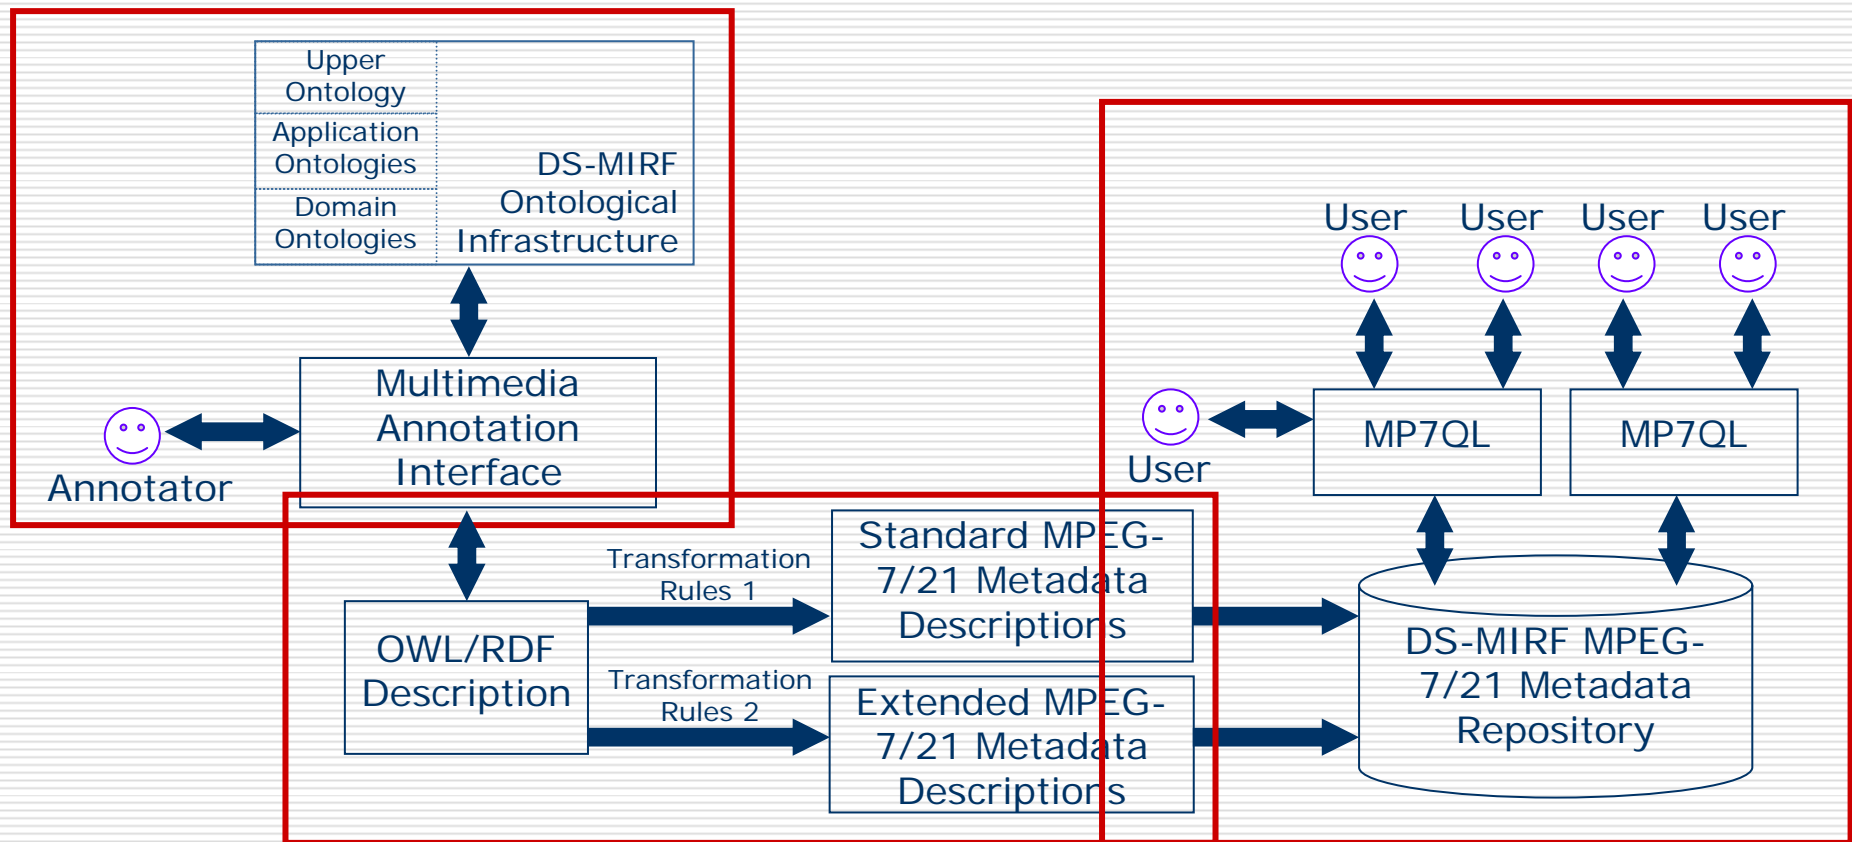 Upper
Ontology
Application
Ontologies
Domain
Ontologies
DS-MIRF
Ontological
Infrastructure
Multimedia
Annotation
Interface
Annotator
OWL/RDF
Description
Transformation
Rules 1
Transformation
Rules 2
Standard MPEG-
7/21 Metadata
Descriptions
Extended MPEG-
7/21 Metadata
Descriptions
User
User
User
User
User
MP7QL
MP7QL
DS-MIRF MPEG-
7/21 Metadata
Repository